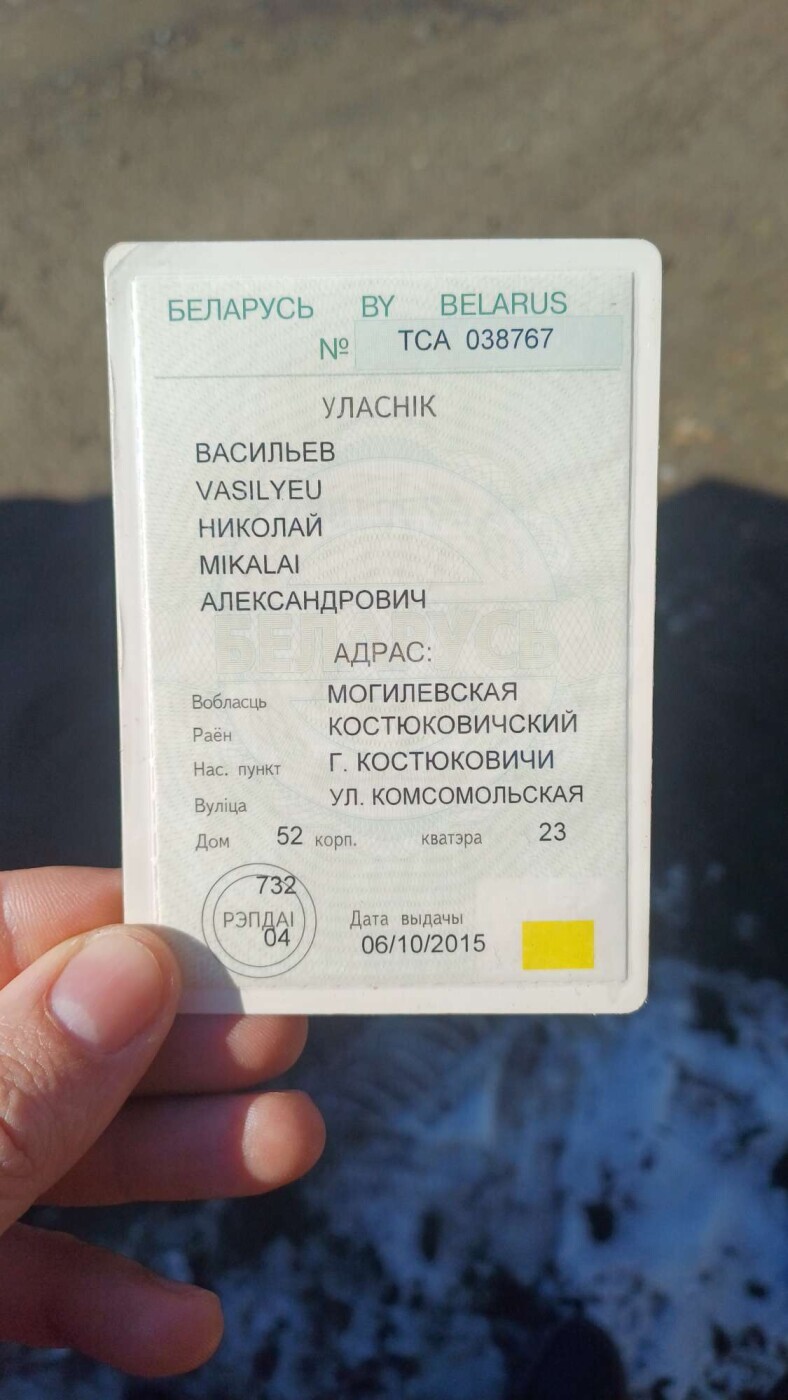 БЕЛАРУСЬ BY BELARUS
№ ТСА 038767
УЛАСНІК
ВАСИЛЬЕВ
VASILYEU
НИКОЛАЙ
MIKALAI
АЛЕКСАНДРОВИЧ
БЕЛАРУСЬ
АДРАС:
Вобласць МОГИЛЕВСКАЯ
Раён КОСТЮКОВИЧСКИЙ
Нас. пункт Г. КОСТЮКОВИЧИ
Вуліца УЛ. КОМСОМОЛЬСКАЯ
Дом 52 корп. кватэра 23
732
РЭПДАІ
04
Дата выдачы
06/10/2015